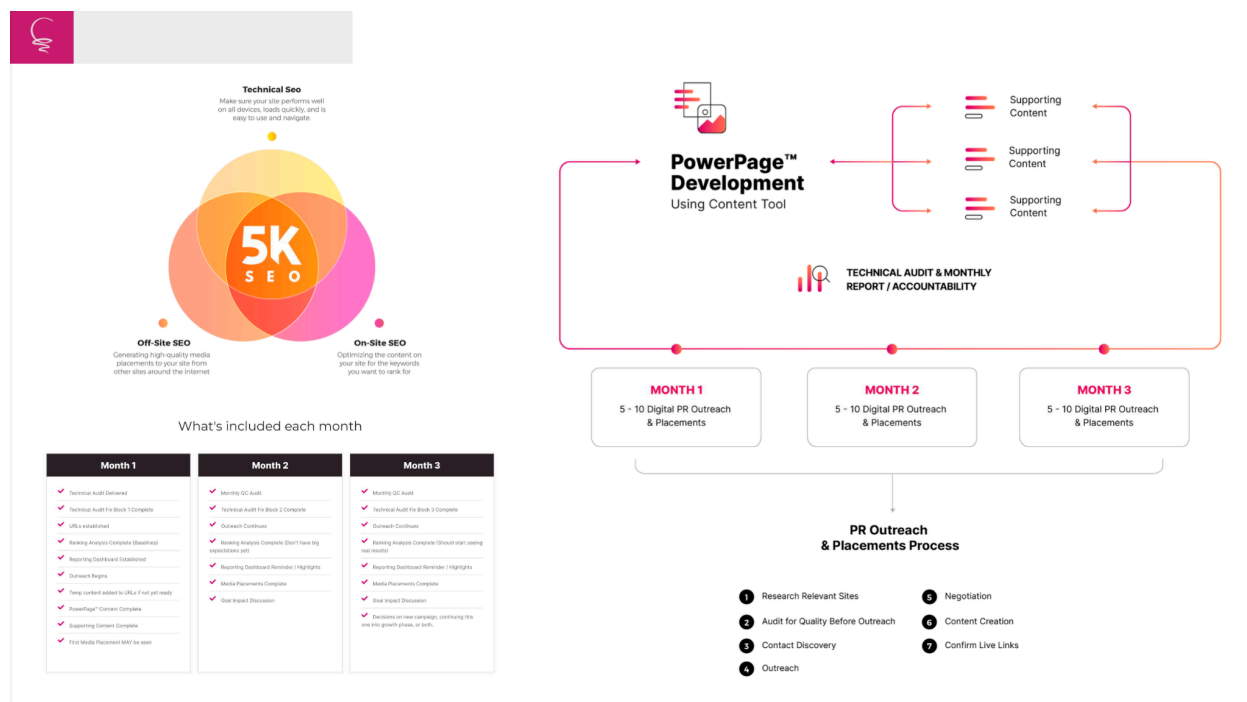 Technical Seo
Make sure your site performs well
on all devices, loads quickly, and is
easy to use and navigate.
5K
SEO
Off-Site SEO
Generating high-quality media
placements to your site from
other sites around the internet
On-Site SEO
Optimizing the content on
your site for the keywords
you want to rank for
What's included each month
Month 1
Technical Audit Delivered
Technical Audit Fix Block 1 Complete
URLs established
Ranking Analysis Complete (Baselines)
Reporting Dashboard Established
Outreach Begins
Temp content added to URLs if not yet ready
PowerPage™ Content Complete
Supporting Content Complete
First Media Placement MAY be seen
Month 2
Monthly QC Audit
Technical Audit Fix Block 2 Complete
Outreach Continues
Ranking Analysis Complete (Don't have big
expectations yet)
Reporting Dashboard Reminder / Highlights
Media Placements Complete
Goal Impact Discussion
Month 3
Monthly QC Audit
Technical Audit Fix Block 3 Complete
Outreach Continues
Ranking Analysis Complete (Should start seeing
real results)
Reporting Dashboard Reminder / Highlights
Media Placements Complete
Goal Impact Discussion
Decisions on new campaign, continuing this
one into growth phase, or both.
PowerPage™
Development
Using Content Tool
Supporting
Content
Supporting
Content
Supporting
Content
TECHNICAL AUDIT & MONTHLY
REPORT / ACCOUNTABILITY
MONTH 1
5 - 10 Digital PR Outreach
& Placements
MONTH 2
5 - 10 Digital PR Outreach
& Placements
MONTH 3
5 - 10 Digital PR Outreach
& Placements
PR Outreach
& Placements Process
1 Research Relevant Sites
2 Audit for Quality Before Outreach
3 Contact Discovery
4 Outreach
5 Negotiation
6 Content Creation
7 Confirm Live Links